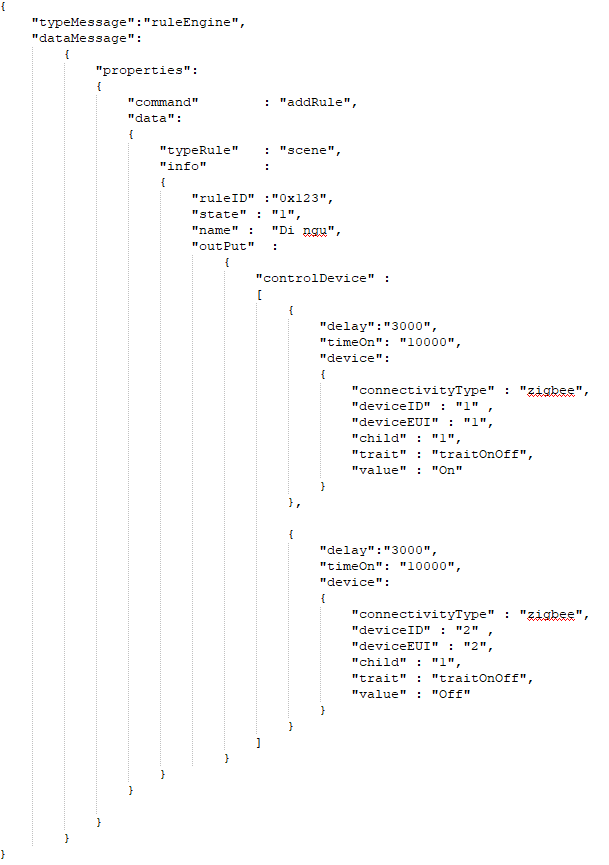 {
    "typeMessage":"ruleEngine",
    "dataMessage":
        {
            "properties":
            {
                "command"        : "addRule",
                "data":
                {
                    "typeRule"   : "scene",
                    "info"       :
                    {
                        "ruleID" :"0x123",
                        "state" : "1",
                        "name" :  "Di ngu",
                        "outPut"  :
                            {
                                "controlDevice" :
                                [
                                    {
                                        "delay":"3000",
                                        "timeOn": "10000",
                                        "device":
                                        {
                                            "connectivityType" : "zigbee",
                                            "deviceID" : "1" ,
                                            "deviceEUI" : "1",
                                            "child" : "1",
                                            "trait" : "traitOnOff",
                                            "value" : "On"
                                        }
                                    },

                                    {
                                        "delay":"3000",
                                        "timeOn": "10000",
                                        "device":
                                        {
                                            "connectivityType" : "zigbee",
                                            "deviceID" : "2" ,
                                            "deviceEUI" : "2",
                                            "child" : "1",
                                            "trait" : "traitOnOff",
                                            "value" : "Off"
                                        }
                                    }
                                ]
                            }
                    }
                }

            }
        }
}